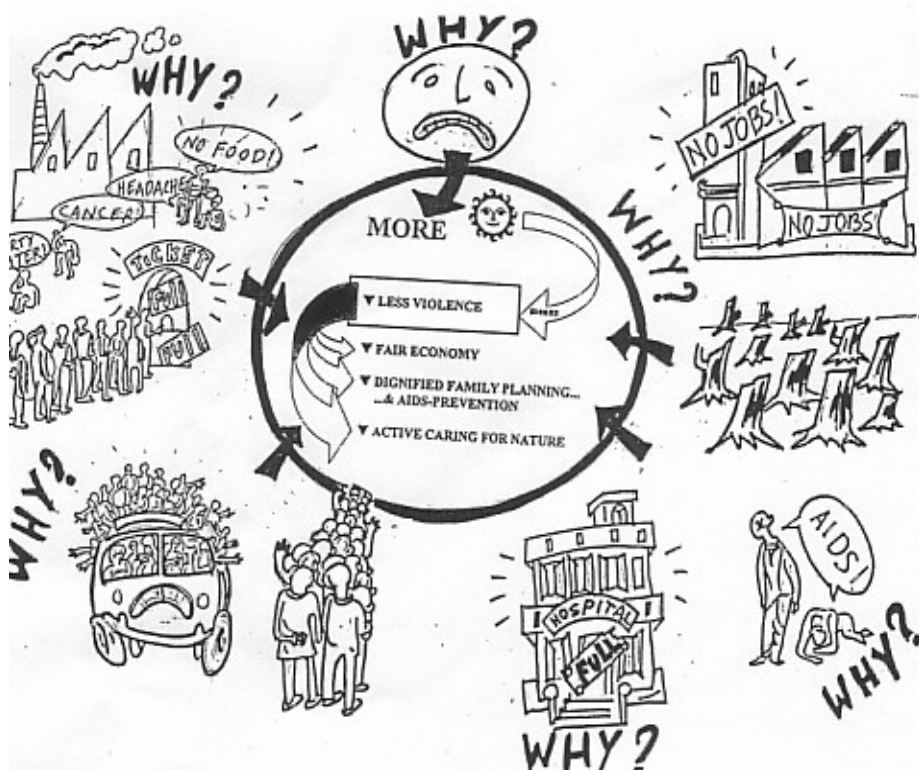 WHY?
WHY?
NO FOOD!
HEADACHE
CANCER!
TICKET
Full
Full
NO JOBS!
NO JOBS!
WHY?
MORE
▼ LESS VIOLENCE
▼ FAIR ECONOMY
▼ DIGNIFIED FAMILY PLANNING...
...& AIDS-PREVENTION
▼ ACTIVE CARING FOR NATURE
WHY?
HOSPITAL
FULL
WHY?
AIDS!
WHY?